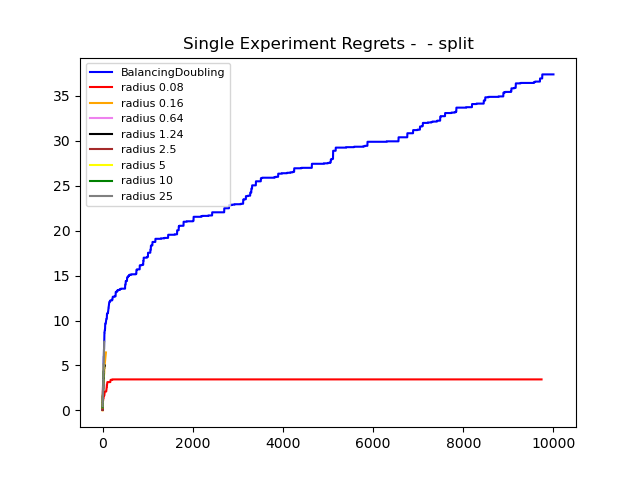 Single Experiment Regrets -  - split
BalancingDoubling
radius 0.08
radius 0.16
radius 0.64
radius 1.24
radius 2.5
radius 5
radius 10
radius 25
35
30
25
20
15
10
5
0
0 2000 4000 6000 8000 10000